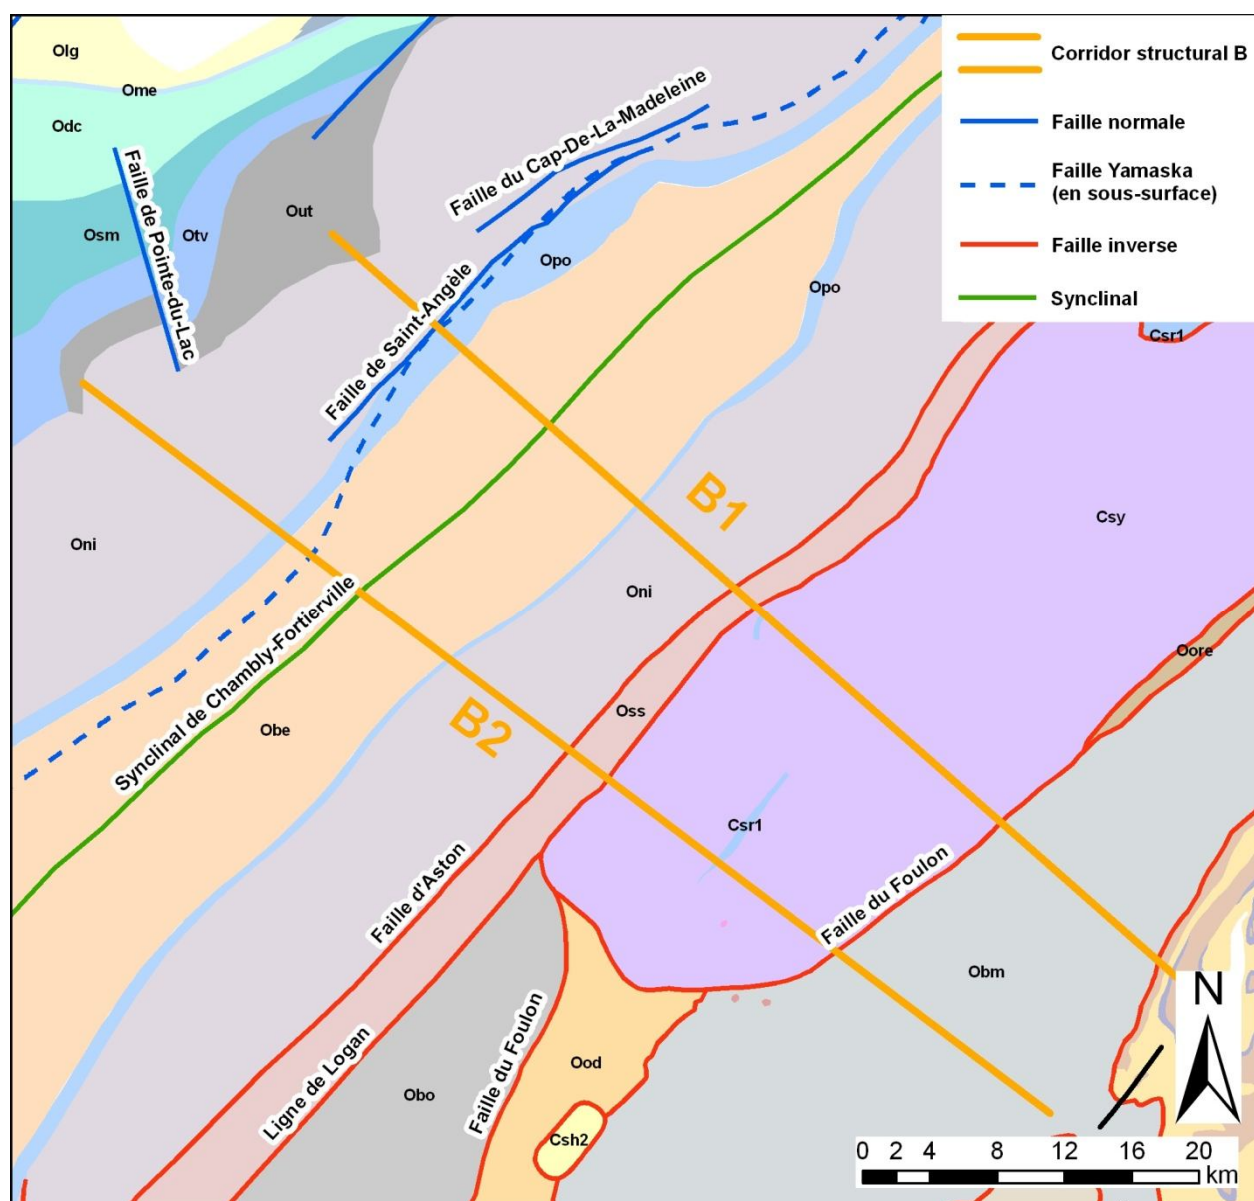 Olg
Ome
Odc
Osm
Otv
Out
Faille de Pointe-du-Lac
Faille du Cap-De-La-Madeleine
Faille de Saint-Angèle
Opo
Opo
Corridor structural B
Faille normale
Faille Yamaska
(en sous-surface)
Faille inverse
Synclinal
Csr1
B1
Csy
Oni
Oni
Oore
Synclinal de Chambly-Fortierville
Obe
B2
Oss
Csr1
Faille d'Aston
Faille du Foulon
Obm
Ligne de Logan
Faille du Foulon
Obo
Ood
Csh2
N
0 2 4 8 12 16 20
km